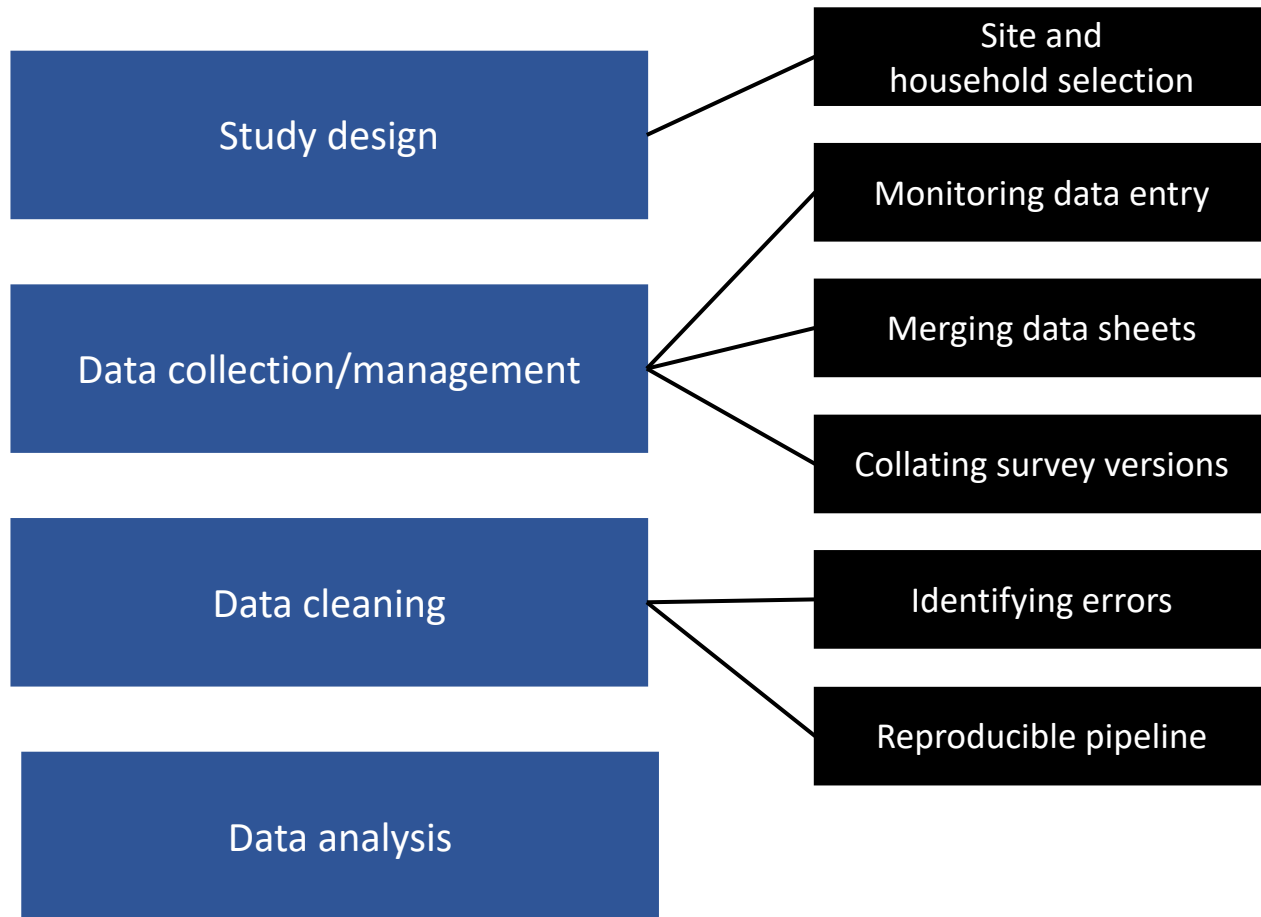 Study design
Site and
household selection
Data collection/management
Monitoring data entry
Merging data sheets
Collating survey versions
Data cleaning
Identifying errors
Reproducible pipeline
Data analysis